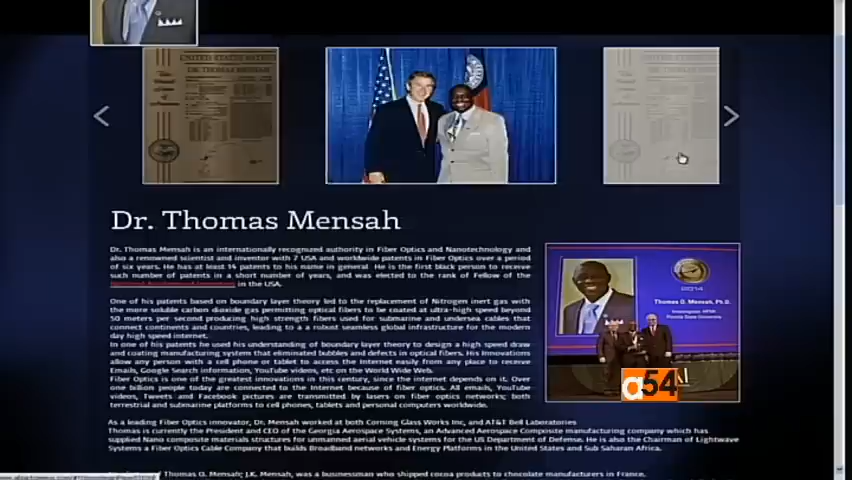 UNITED STATES PATENT
DR THOMAS MENSAH
Dr. Thomas Mensah
Dr. Thomas Mensah is an internationally recognized authority in Fiber Optics and Nanotechnology and
also a renowned scientist and inventor with 7 USA and worldwide patents in Fiber Optics over a period
of six years. He has at least 14 patents to his name in general. He is the first black person to receive
such number of patents in a short number of years, and was elected to the rank of Fellow of the
in the USA.
One of his patents based on boundary layer theory led to the replacement of Nitrogen inert gas with
the more soluble carbon dioxide gas permitting optical fibers to be coated at ultra-high speed beyond
50 meters per second producing high strength fibers used for submarine and undersea cables that
connect continents and countries, leading to a a robust seamless global infrastructure for the modern
day high speed internet.
In one of his patents he used his understanding of boundary layer theory to design a high speed draw
and coating manufacturing system that eliminated bubbles and defects in optical fibers. His Innovations
allow any person with a cell phone or tablet to access the Internet easily from any place to receive
Emails, Google Search information, YouTube videos, etc on the World Wide Web.
Fiber Optics is one of the greatest innovations in this century, since the internet depends on it. Over
one billion people today are connected to the Internet because of fiber optics. All emails, YouTube
videos, Tweets and Facebook pictures are transmitted by lasers on fiber optics networks; both
terrestrial and submarine platforms to cell phones, tablets and personal computers worldwide.
2014
Thomas O. Mensah, Ph.D.
Florida State University
a54
As a leading Fiber Optics innovator, Dr. Mensah worked at both Corning Glass Works Inc, and AT&T Bell Laboratories
Thomas is currently the President and CEO of the Georgia Aerospace Systems, an Advanced Aerospace Composite manufacturing company which has
supplied Nano composite materials structures for unmanned aerial vehicle systems for the US Department of Defense. He is also the Chairman of Lightwave
Systems a Fiber Optics Cable Company that builds Broadband networks and Energy Platforms in the United States and Sub Saharan Africa.
Thomas O. Mensah; J.K. Mensah, was a businessman who shipped cocoa products to chocolate manufacturers in France.